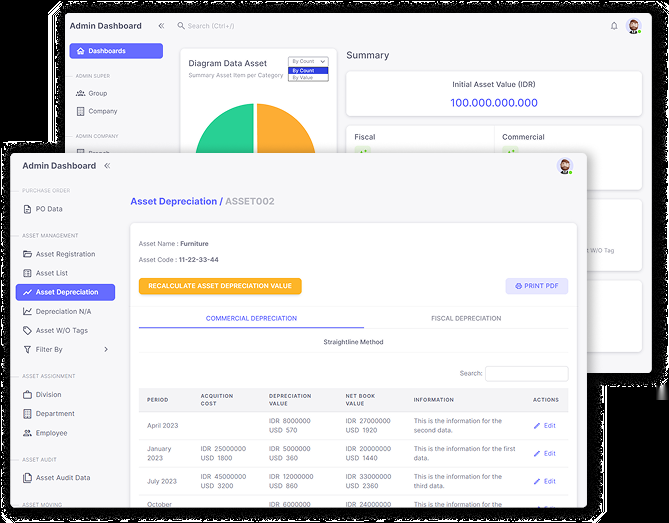 Admin Dashboard
Search (Ctrl+/)
Dashboards
ADMIN SUPER
Group
Company
ADMIN COMPANY
Diagram Data Asset
Summary Asset Item per Category
By Count
By Count
By Value
Summary
Initial Asset Value (IDR)
100.000.000.000
Fiscal
Commercial
t W/O Tag
Admin Dashboard
PURCHASE ORDER
PO Data
ASSET MANAGEMENT
Asset Registration
Asset List
Asset Depreciation
Depreciation N/A
Asset W/O Tags
Filter By
ASSET ASSIGNMENT
Division
Department
Employee
ASSET AUDIT
Asset Audit Data
ASSET MOVING
Asset Depreciation / ASSET002
Asset Name : Furniture
Asset Code : 11-22-33-44
RECALCULATE ASSET DEPRECIATION VALUE
PRINT PDF
COMMERCIAL DEPRECIATION
FISCAL DEPRECIATION
Straightline Method
Search:
PERIOD ACQUITION COST DEPRECIATION VALUE NET BOOK VALUE INFORMATION ACTIONS
April 2023 IDR 8000000 USD 570 IDR 27000000 USD 1920 This is the information for the second data. Edit
January 2023 IDR 25000000 USD 1800 IDR 5000000 USD 360 IDR 20000000 USD 1440 This is the information for the first data. Edit
July 2023 IDR 45000000 USD 3200 IDR 12000000 USD 860 IDR 33000000 USD 2360 This is the information for the third data. Edit
October IDR 6000000 IDR 24000000 This is the information for the